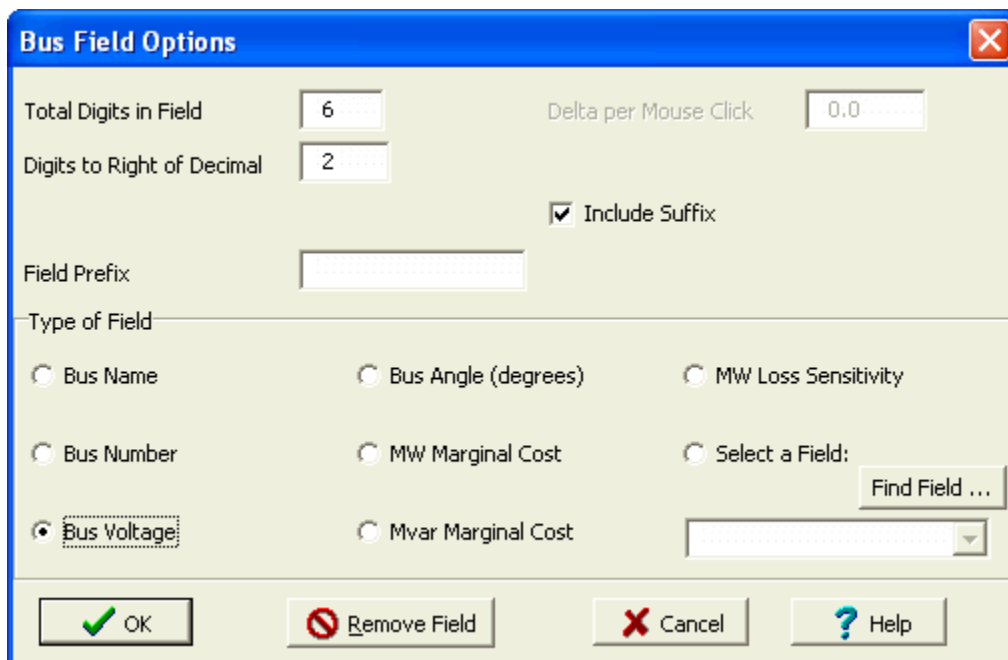 Bus Field Options
Total Digits in Field 6 Delta per Mouse Click 0.0
Digits to Right of Decimal 2
Include Suffix
Field Prefix
Type of Field
Bus Name Bus Angle (degrees) MW Loss Sensitivity
Bus Number MW Marginal Cost Select a Field:
Find Field ...
Bus Voltage Mvar Marginal Cost
OK Remove Field Cancel Help